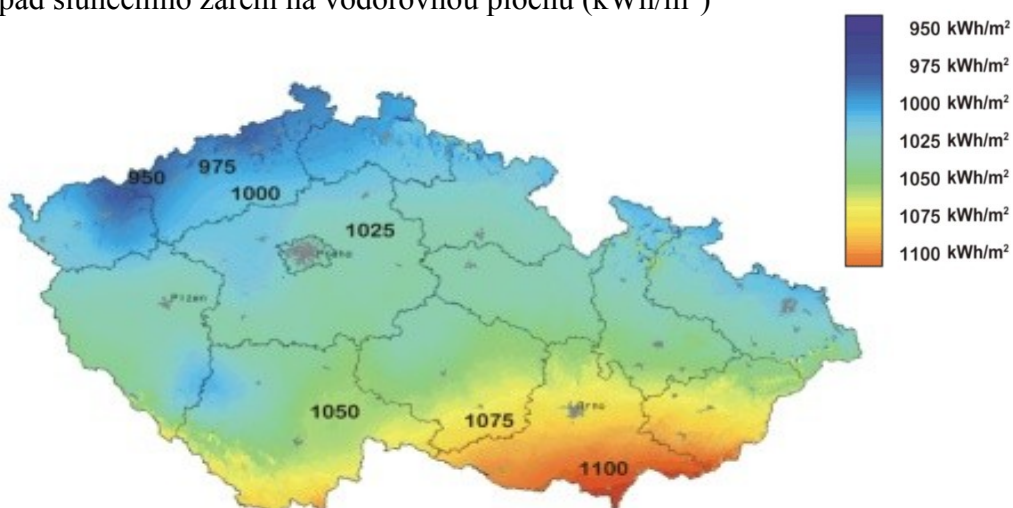 pad slunečního záření na vodorovnou plochu (kWh/m²)
950 kWh/m²
975 kWh/m²
1000 kWh/m²
1025 kWh/m²
1050 kWh/m²
1075 kWh/m²
1100 kWh/m²
950
975
1000
1025
Praha
Plzen
1050
1075
Brno
1100